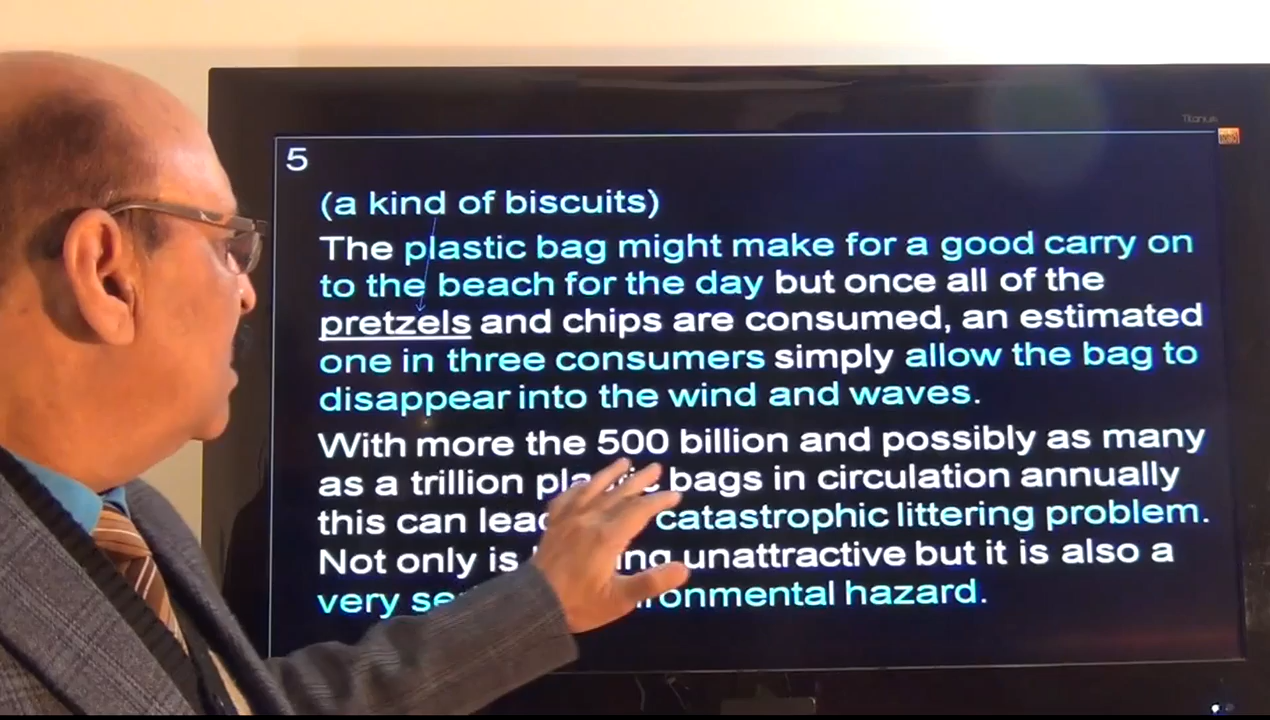 Titanium
5
(a kind of biscuits)
The plastic bag might make for a good carry on
to the beach for the day but once all of the
pretzels and chips are consumed, an estimated
one in three consumers simply allow the bag to
disappear into the wind and waves.
With more the 500 billion and possibly as many
as a trillion plastic bags in circulation annually
this can lead catastrophic littering problem.
Not only is unattractive but it is also a
very hazard.